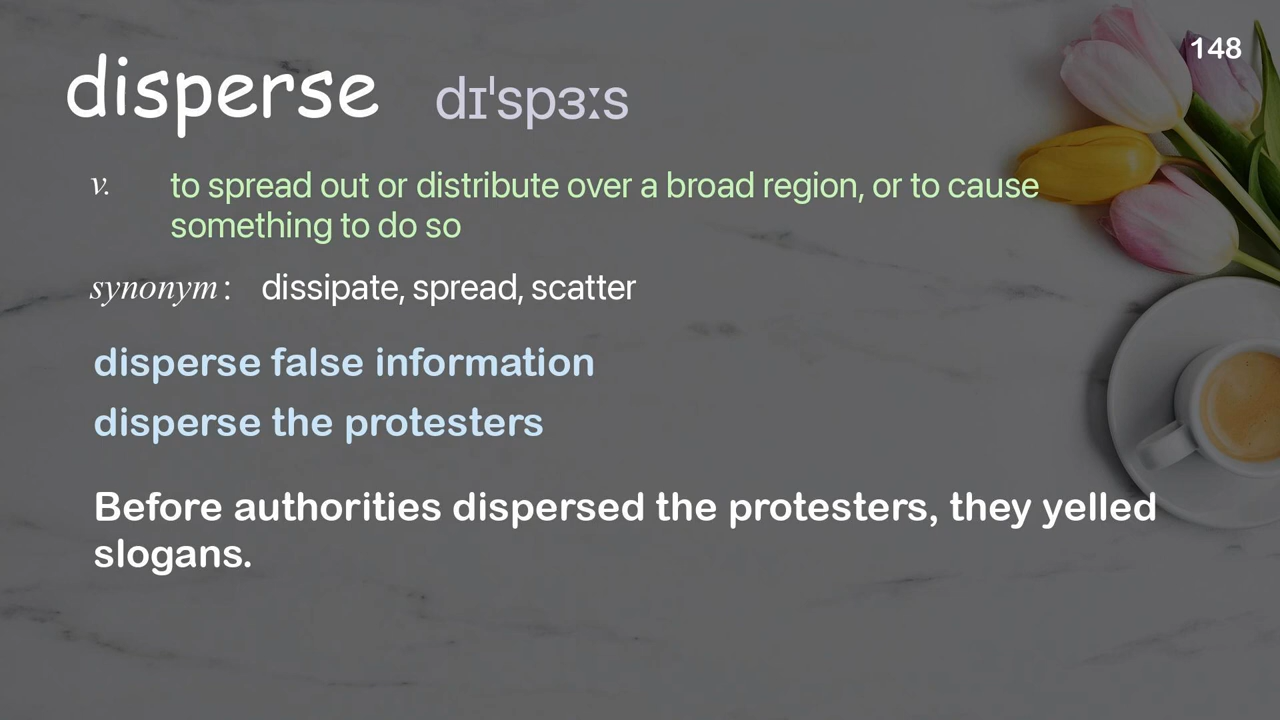 148
disperse dɪˈspɜːs
v. to spread out or distribute over a broad region, or to cause
something to do so
synonym: dissipate, spread, scatter
disperse false information
disperse the protesters
Before authorities dispersed the protesters, they yelled
slogans.